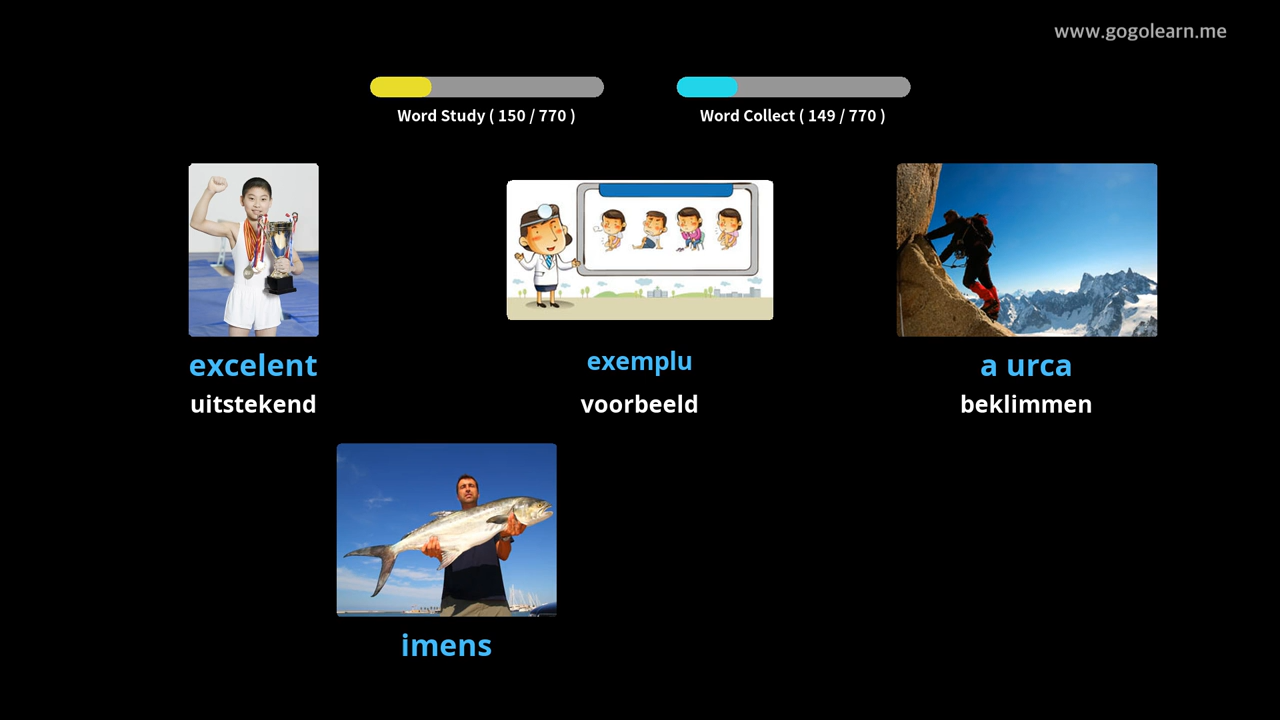 www.gogolearn.me
Word Study ( 150 / 770 )
Word Collect ( 149 / 770 )
excelent
uitstekend
exemplu
voorbeeld
a urca
beklimmen
imens